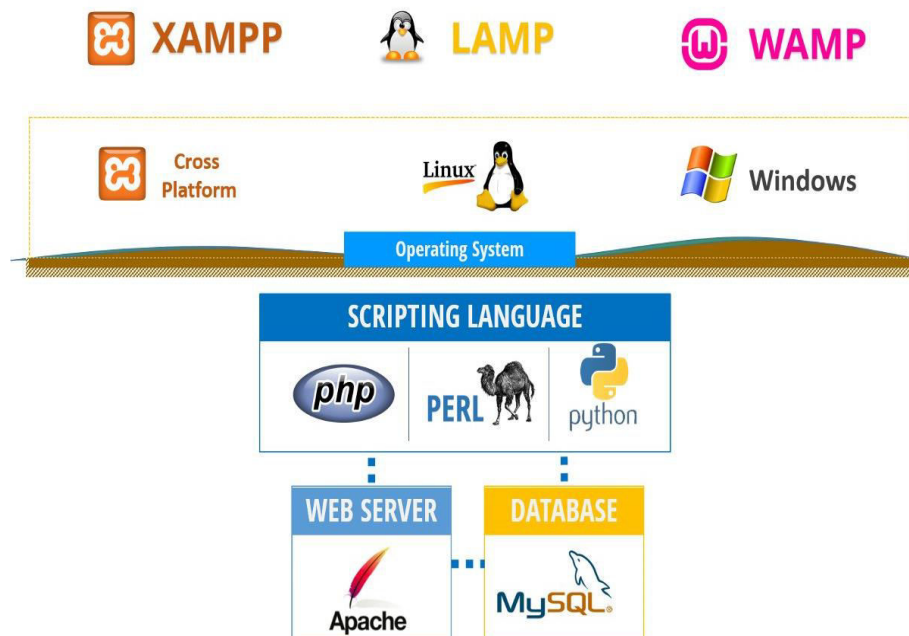 XAMPP
LAMP
WAMP
Cross
Platform
Linux
Windows
Operating System
SCRIPTING LANGUAGE
php
PERL
python
WEB SERVER
DATABASE
Apache
MySQL®